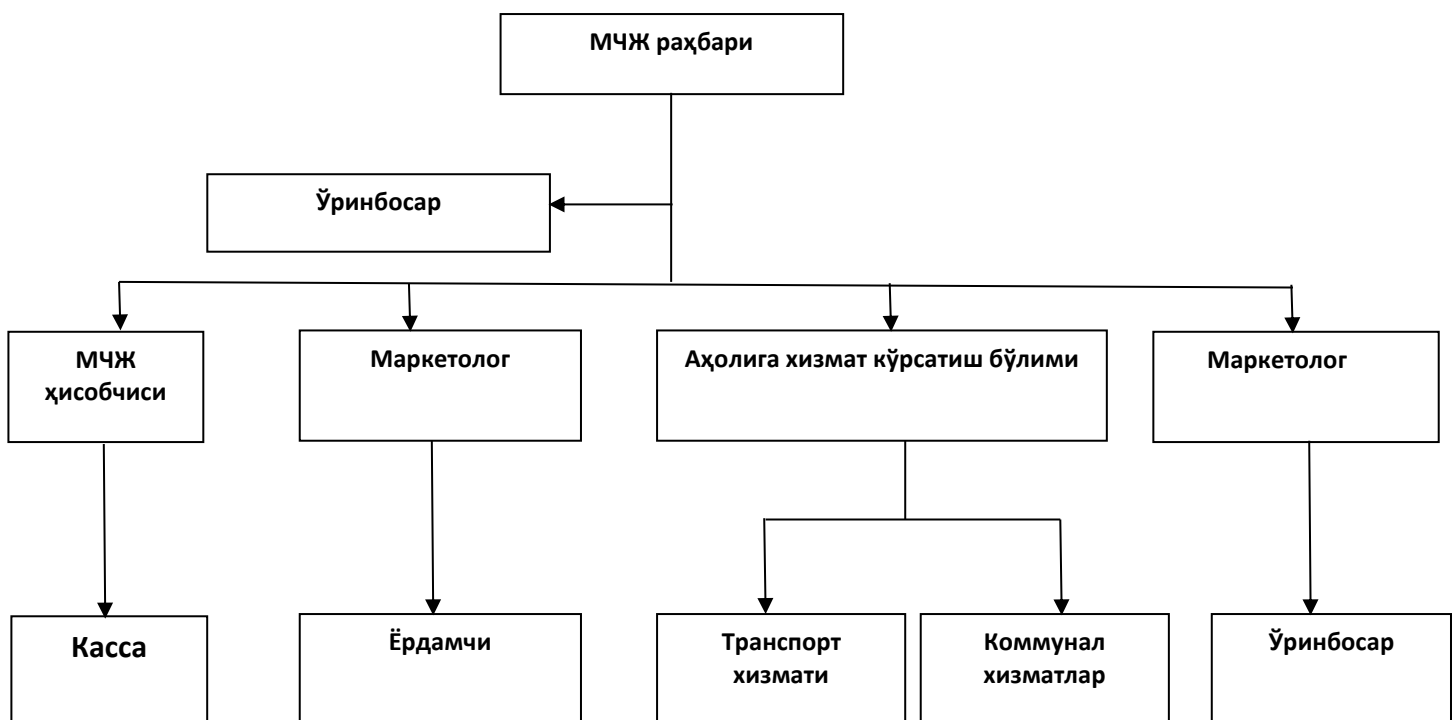 МЧЖ раҳбари
Ўринбосар
МЧЖ
ҳисобчиси
Маркетолог
Аҳолига хизмат кўрсатиш бўлими
Маркетолог
Касса
Ёрдамчи
Транспорт
хизмати
Коммунал
хизматлар
Ўринбосар